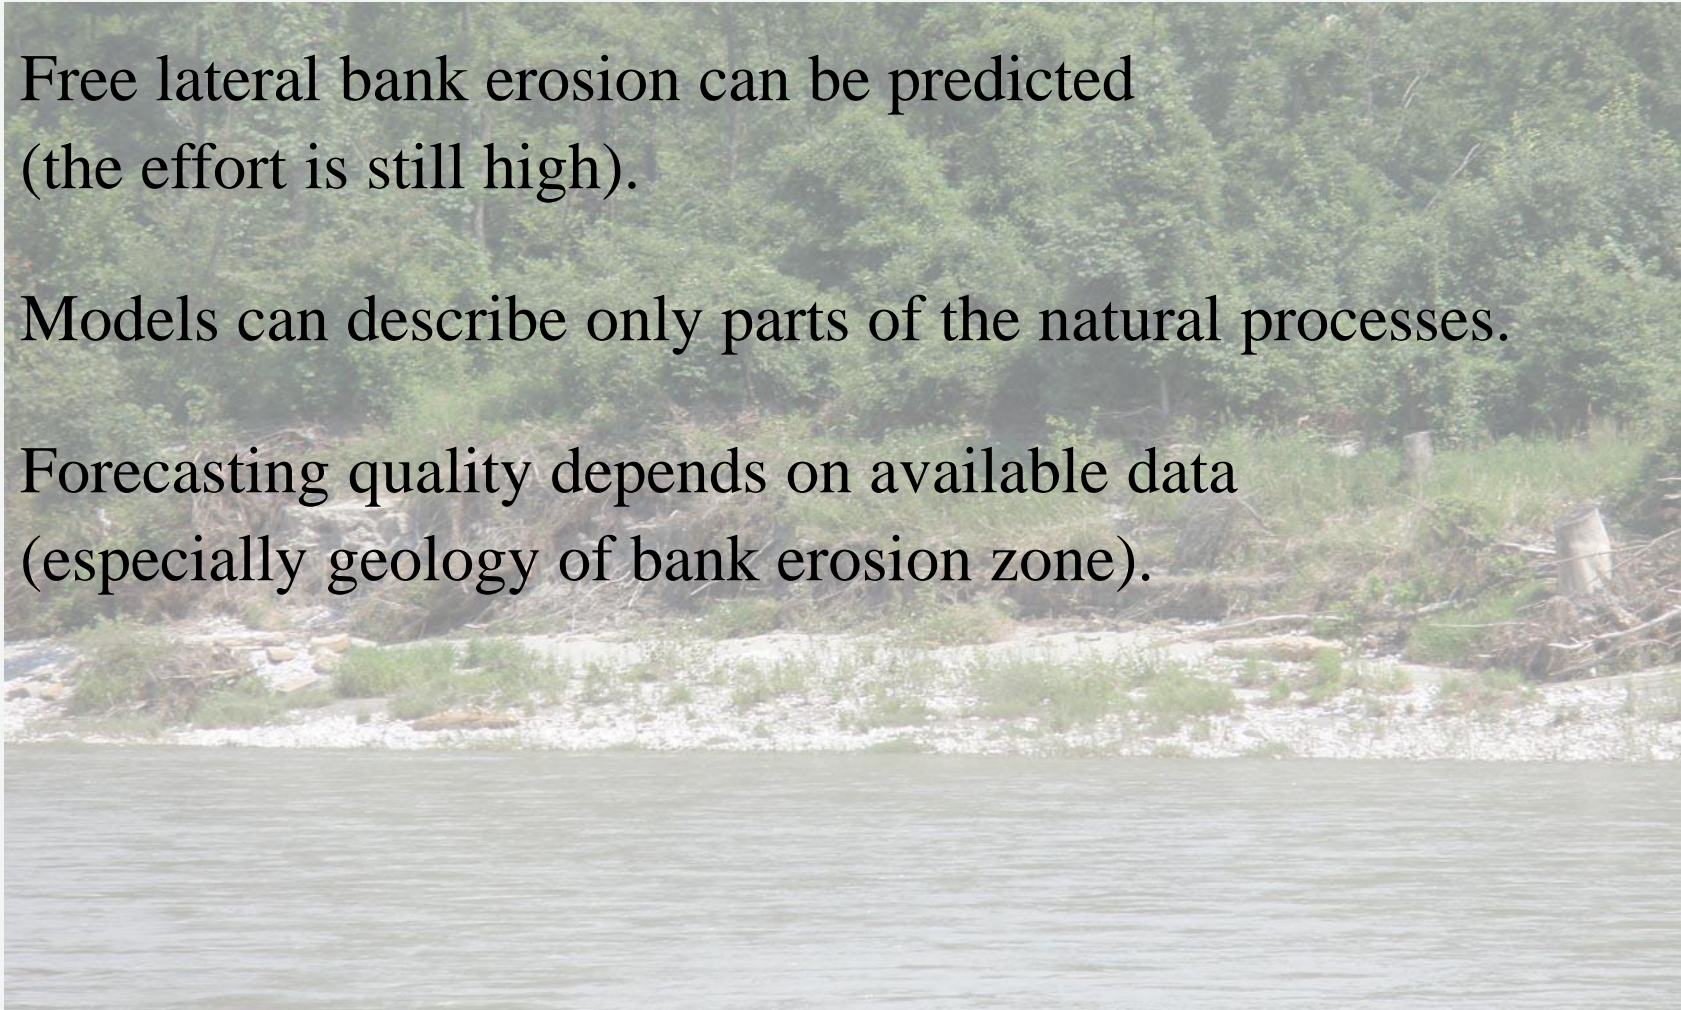 Free lateral bank erosion can be predicted
(the effort is still high).
Models can describe only parts of the natural processes.
Forecasting quality depends on available data
(especially geology of bank erosion zone).